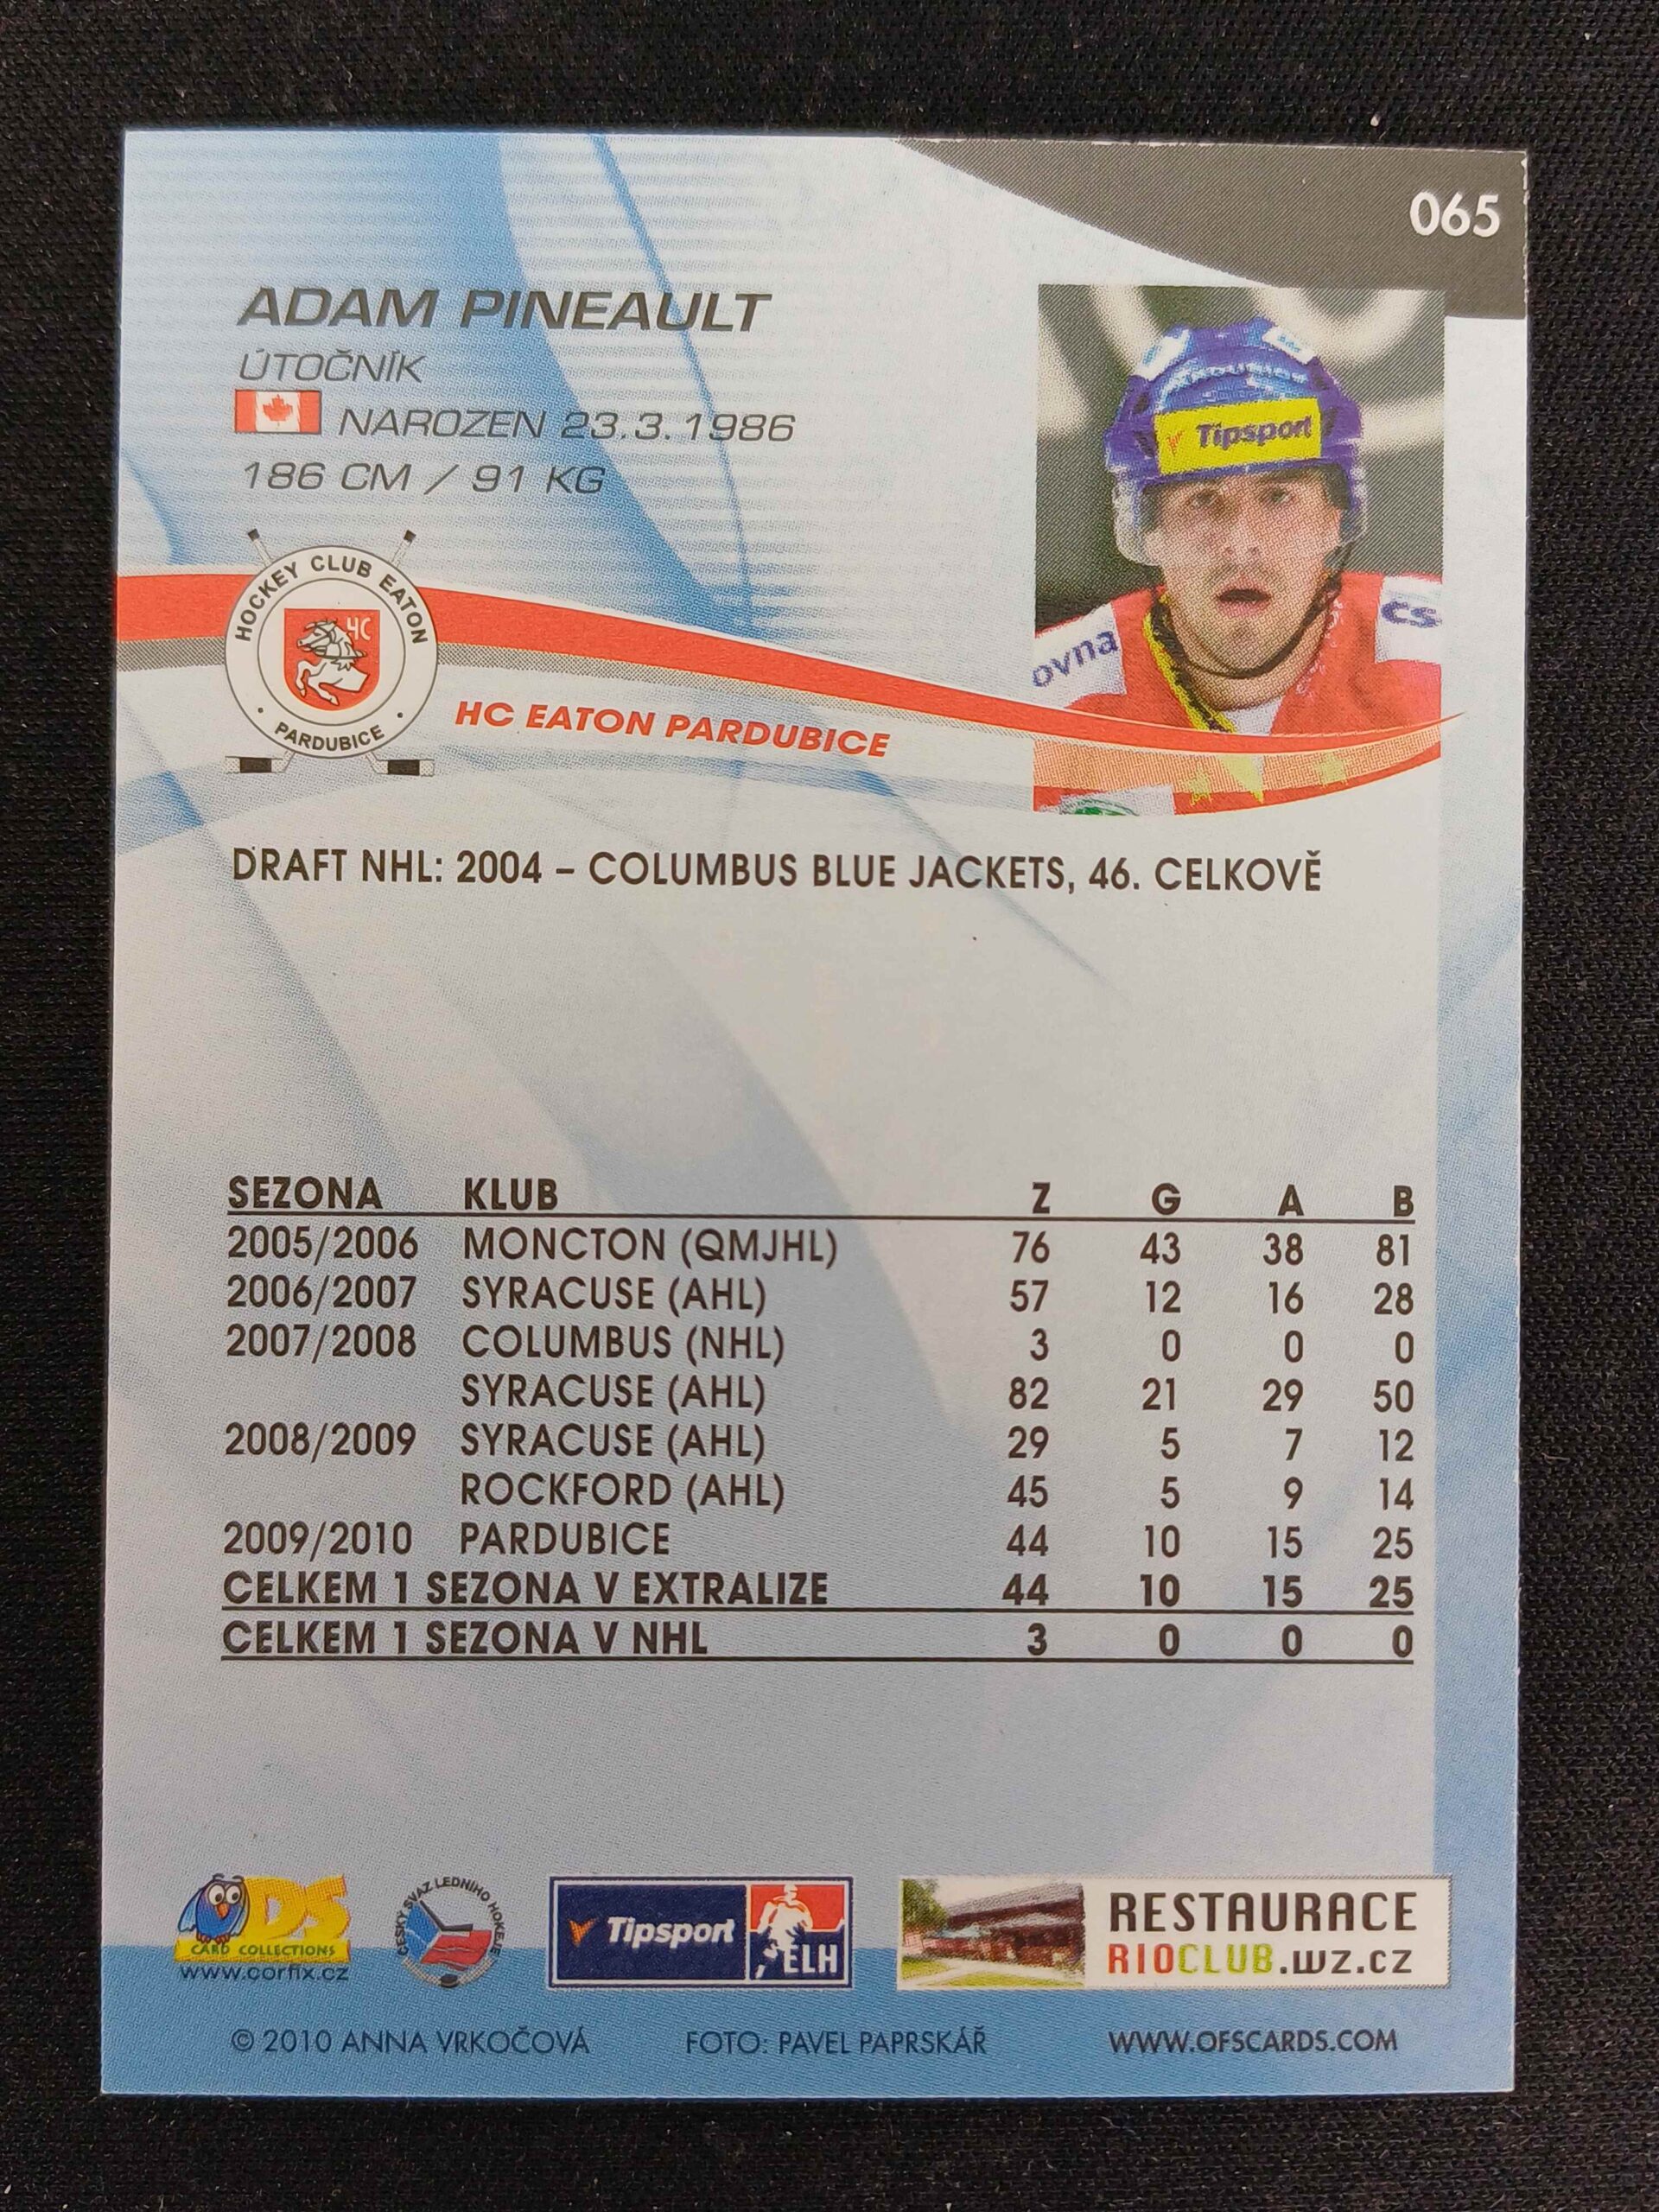 065
ADAM PINEAULT
ÚTOČNÍK
NAROZEN 23.3.1986
186 CM / 91 KG
Tipsport
ovna
CS
HOCKEY CLUB EATON
HC
PARDUBICE
HC EATON PARDUBICE
DRAFT NHL: 2004 – COLUMBUS BLUE JACKETS, 46. CELKOVĚ
SEZONA KLUB Z G A B
2005/2006 MONCTON (QMJHL) 76 43 38 81
2006/2007 SYRACUSE (AHL) 57 12 16 28
2007/2008 COLUMBUS (NHL) 3 0 0 0
SYRACUSE (AHL) 82 21 29 50
2008/2009 SYRACUSE (AHL) 29 5 7 12
ROCKFORD (AHL) 45 5 9 14
2009/2010 PARDUBICE 44 10 15 25
CELKEM 1 SEZONA V EXTRALIZE 44 10 15 25
CELKEM 1 SEZONA V NHL 3 0 0 0
DS
CARD COLLECTIONS
www.corfix.cz
ČESKÝ SVAZ LEDNÍHO HOKEJE
Tipsport
ELH
RESTAURACE
RIOCLUB.WZ.CZ
© 2010 ANNA VRKOČOVÁ FOTO: PAVEL PAPRSKÁŘ WWW.OFSCARDS.COM